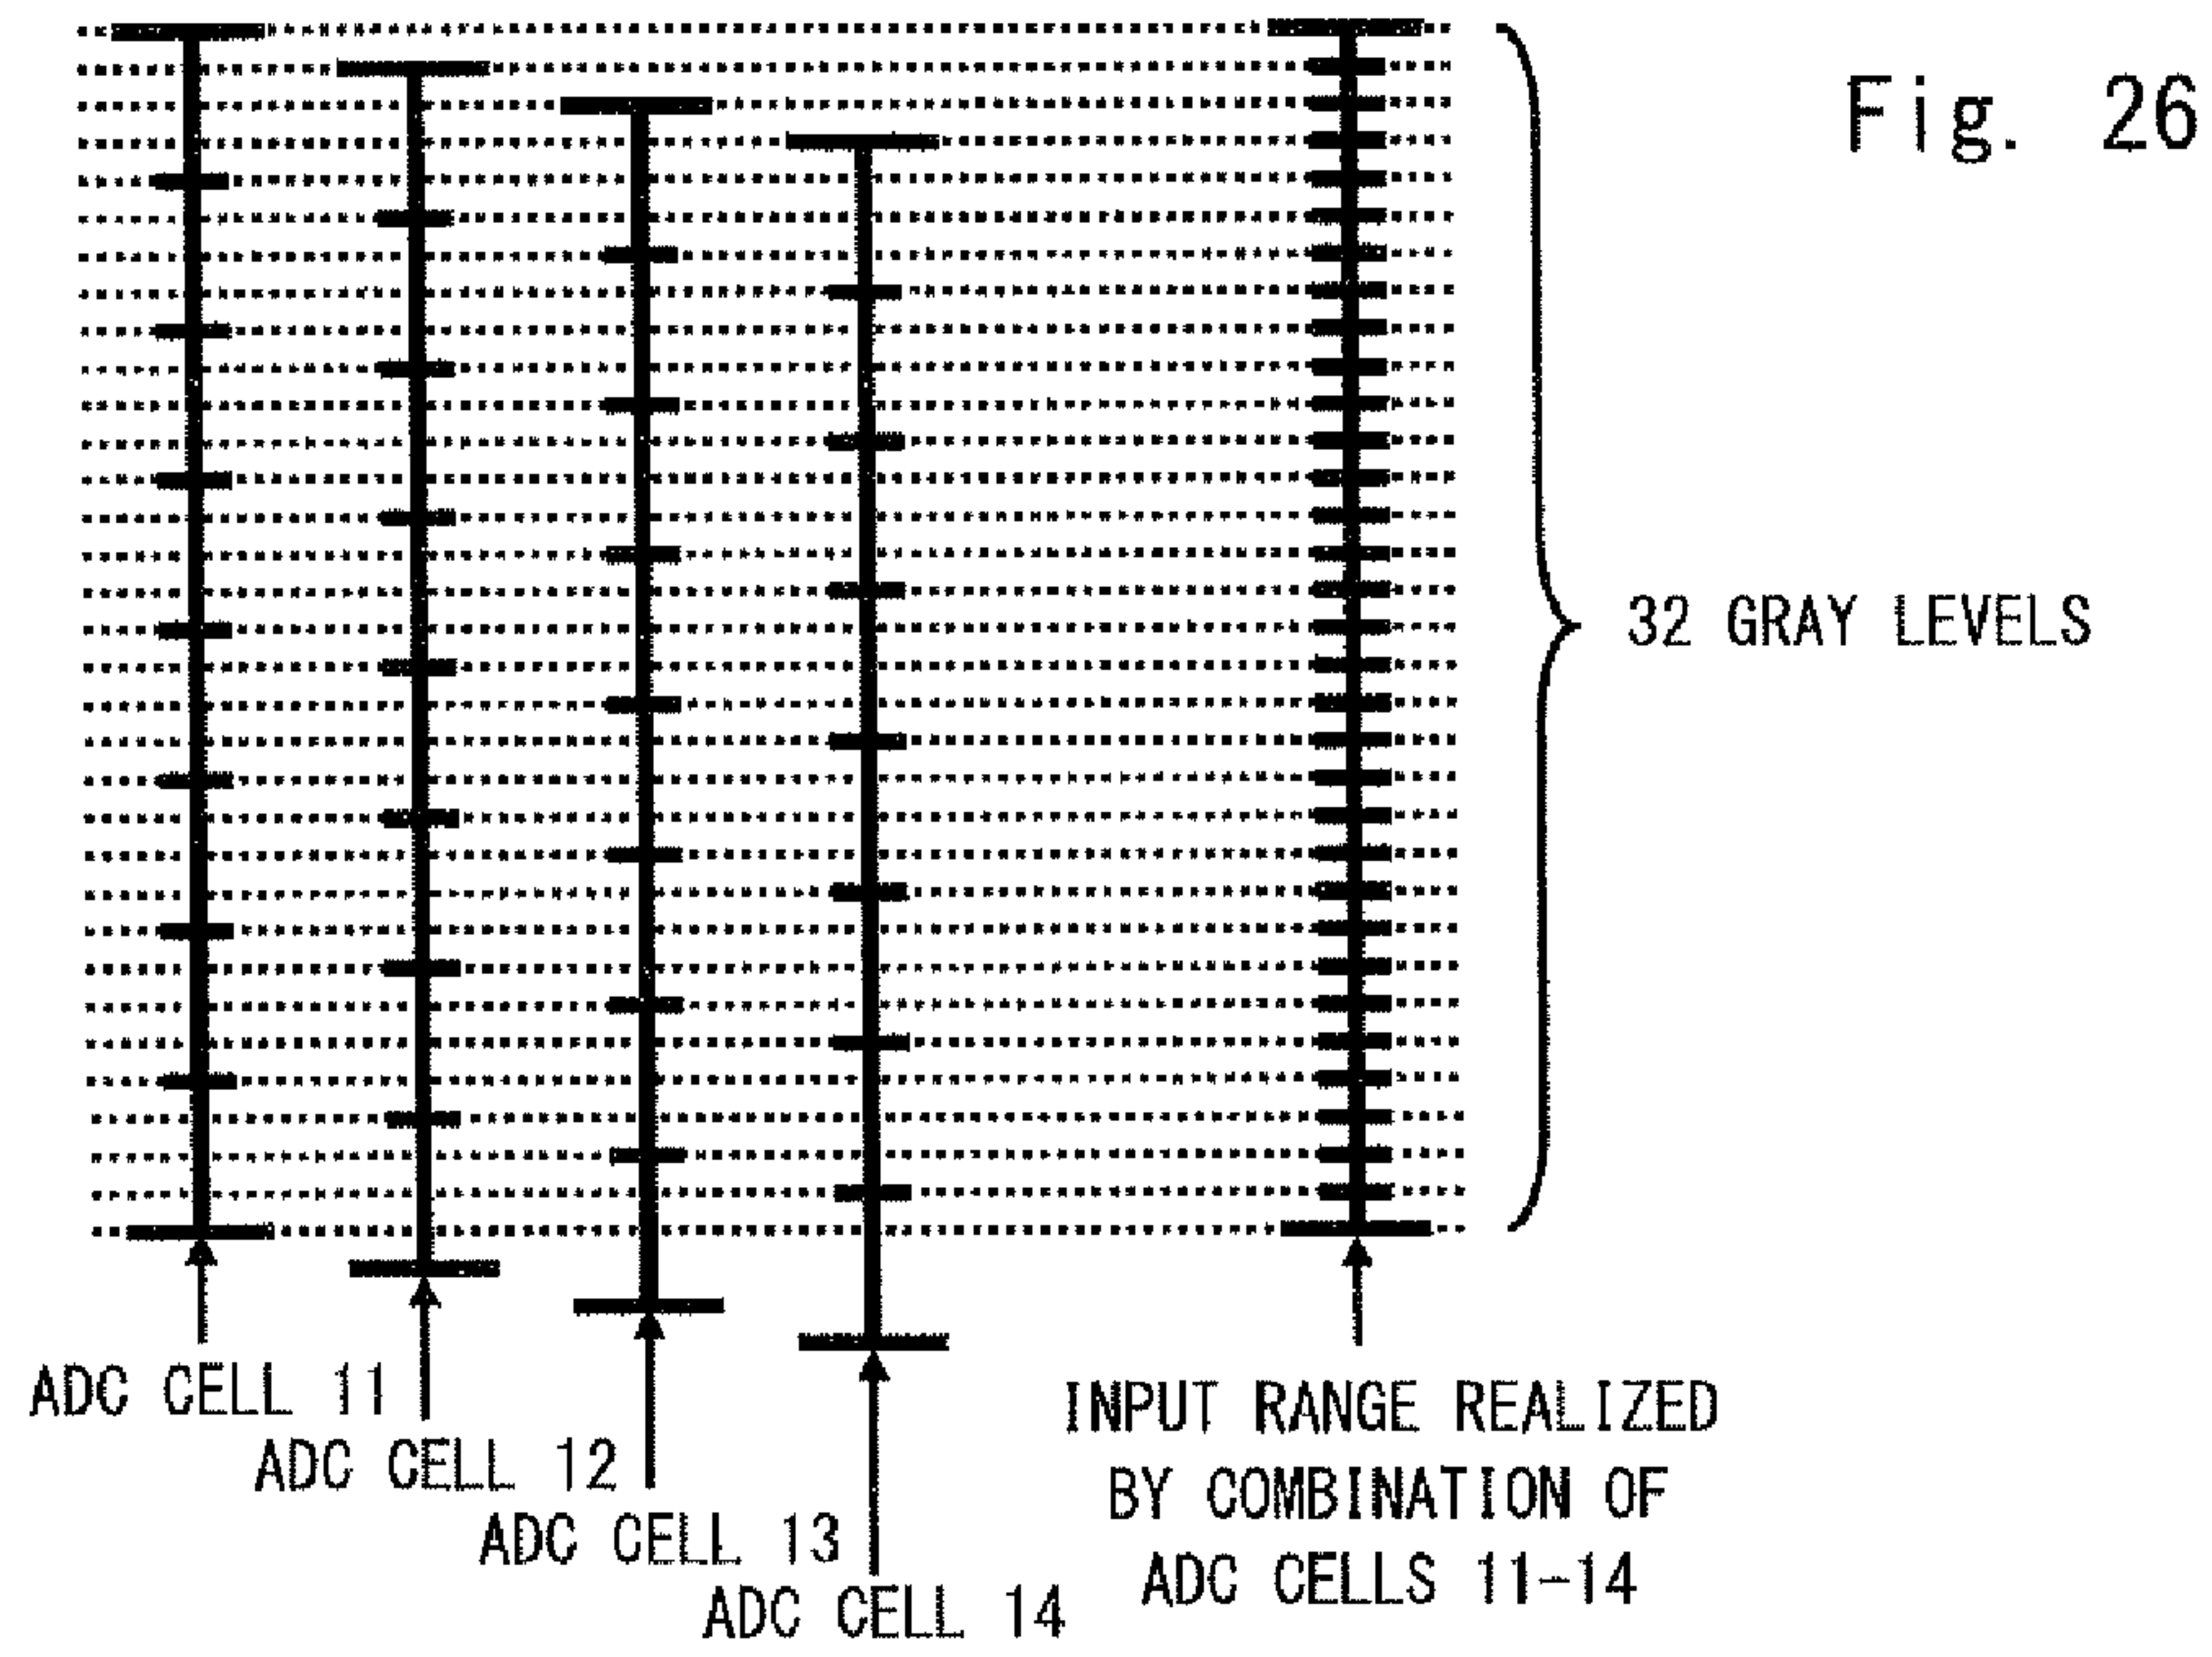 Fig. 26
32 GRAY LEVELS
ADC CELL 11
ADC CELL 12
ADC CELL 13
ADC CELL 14
INPUT RANGE REALIZED
BY COMBINATION OF
ADC CELLS 11-14